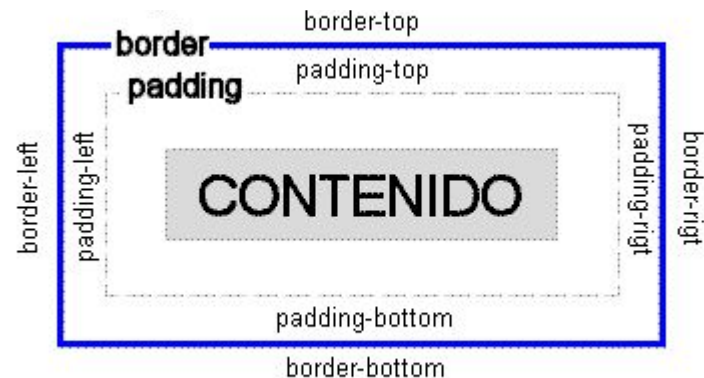 border-top
border
padding-top
padding
border-left
padding-left
CONTENIDO
padding-rigt
border-rigt
padding-bottom
border-bottom